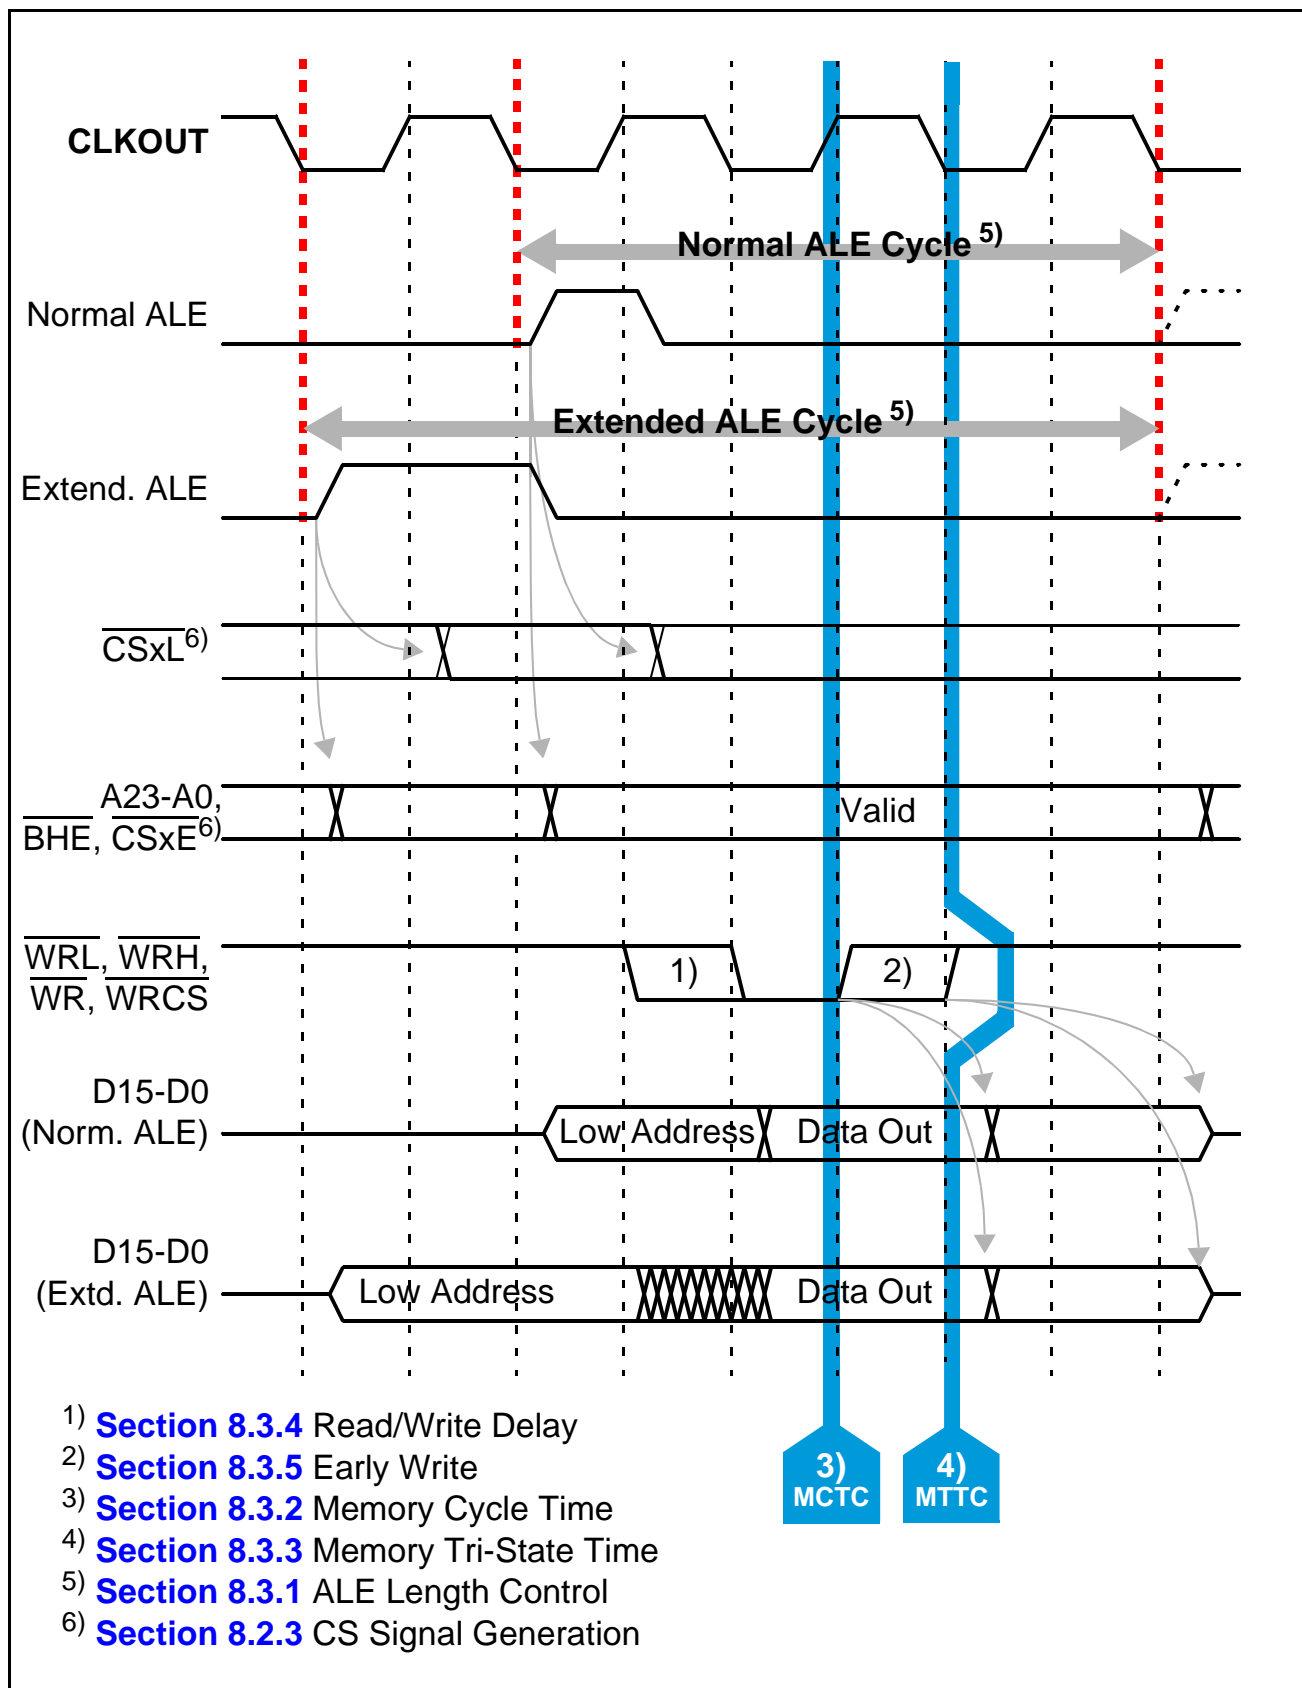 CLKOUT
Normal ALE Cycle 5)
Normal ALE
Extended ALE Cycle 5)
Extend. ALE
CSxL6)
A23-A0,
BHE, CSxE6)
Valid
WRL, WRH,
WR, WRCS
1)
2)
D15-D0
(Norm. ALE)
Low Address
Data Out
D15-D0
(Extd. ALE)
Low Address
Data Out
3)
MCTC
4)
MTTC
1) Section 8.3.4 Read/Write Delay
2) Section 8.3.5 Early Write
3) Section 8.3.2 Memory Cycle Time
4) Section 8.3.3 Memory Tri-State Time
5) Section 8.3.1 ALE Length Control
6) Section 8.2.3 CS Signal Generation